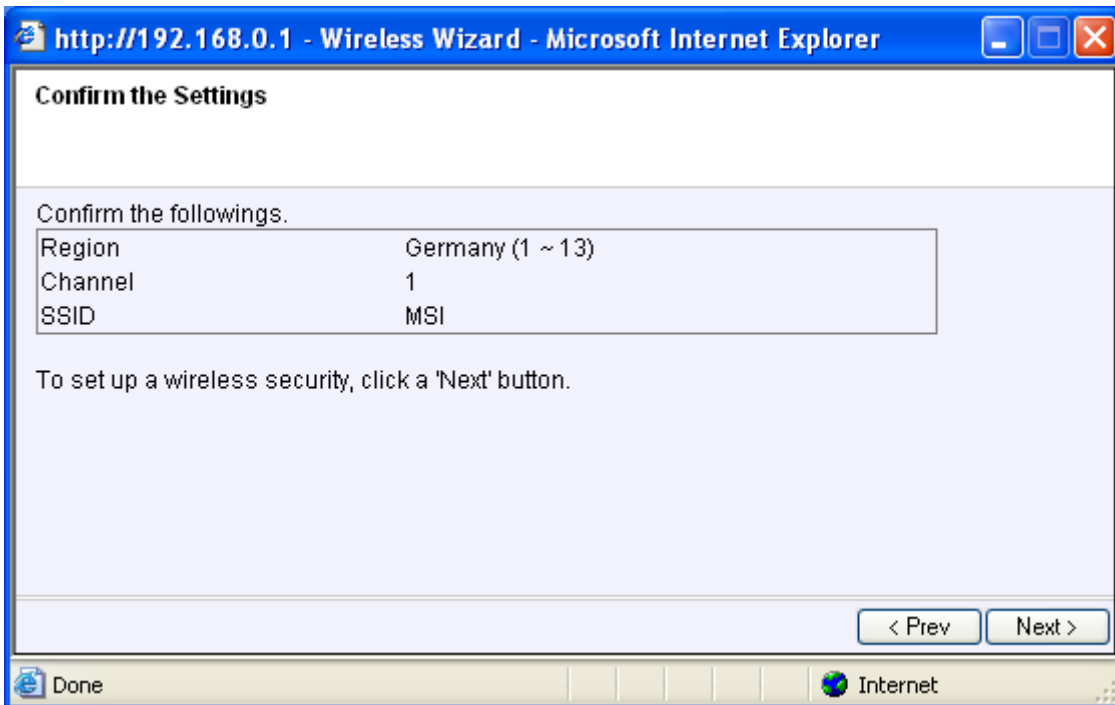 http://192.168.0.1 - Wireless Wizard - Microsoft Internet Explorer
Confirm the Settings
Confirm the followings.
Region Germany (1 ~ 13)
Channel 1
SSID MSI
To set up a wireless security, click a 'Next' button.
< Prev Next >
Done Internet